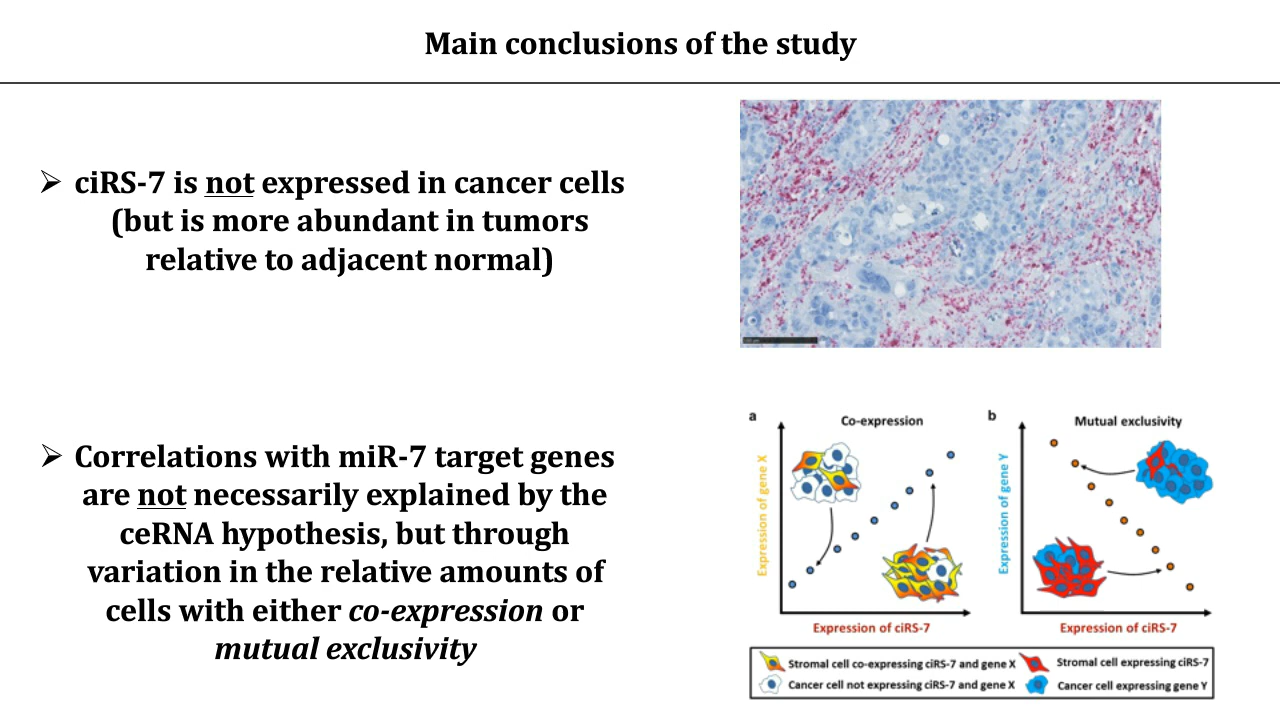 Main conclusions of the study
➢ ciRS-7 is not expressed in cancer cells
(but is more abundant in tumors
relative to adjacent normal)
➢ Correlations with miR-7 target genes
are not necessarily explained by the
ceRNA hypothesis, but through
variation in the relative amounts of
cells with either co-expression or
mutual exclusivity
a
Co-expression
Expression of gene X
Expression of ciRS-7
b
Mutual exclusivity
Expression of gene Y
Expression of ciRS-7
Stromal cell co-expressing ciRS-7 and gene X
Stromal cell expressing ciRS-7
Cancer cell not expressing ciRS-7 and gene X
Cancer cell expressing gene Y